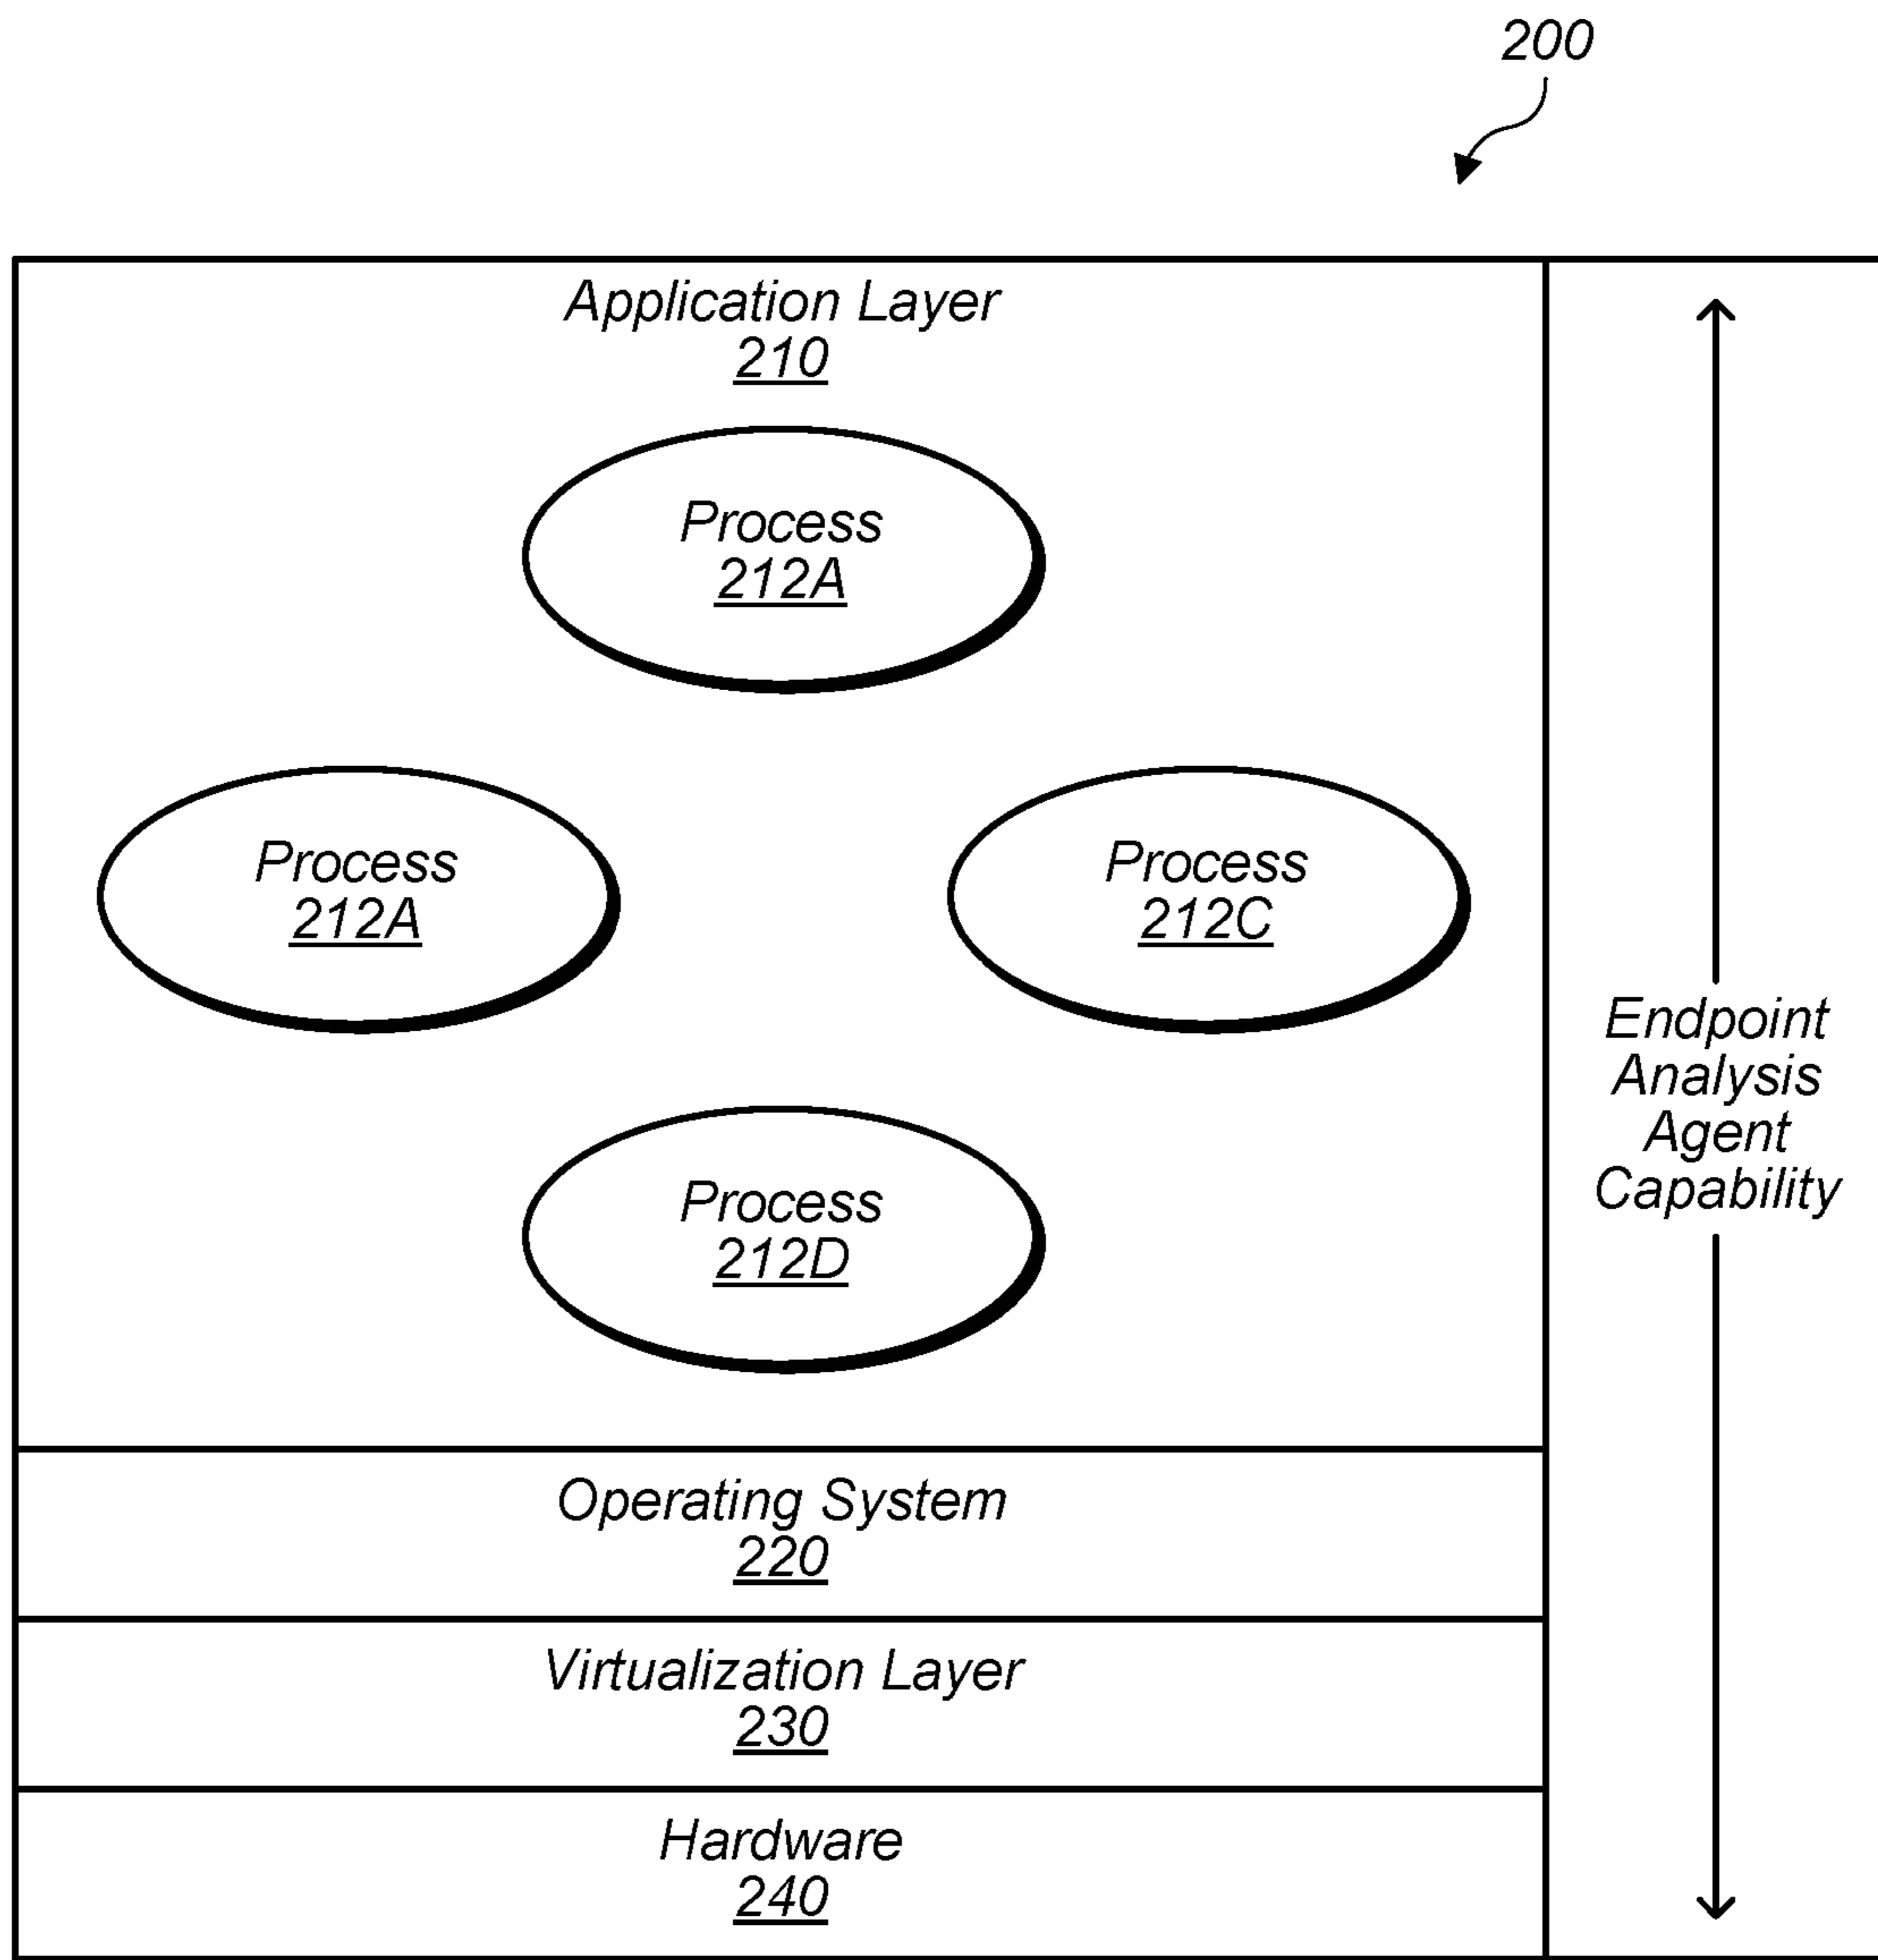 200
Application Layer
210
Process
212A
Process
212A
Process
212C
Process
212D
Endpoint
Analysis
Agent
Capability
Operating System
220
Virtualization Layer
230
Hardware
240